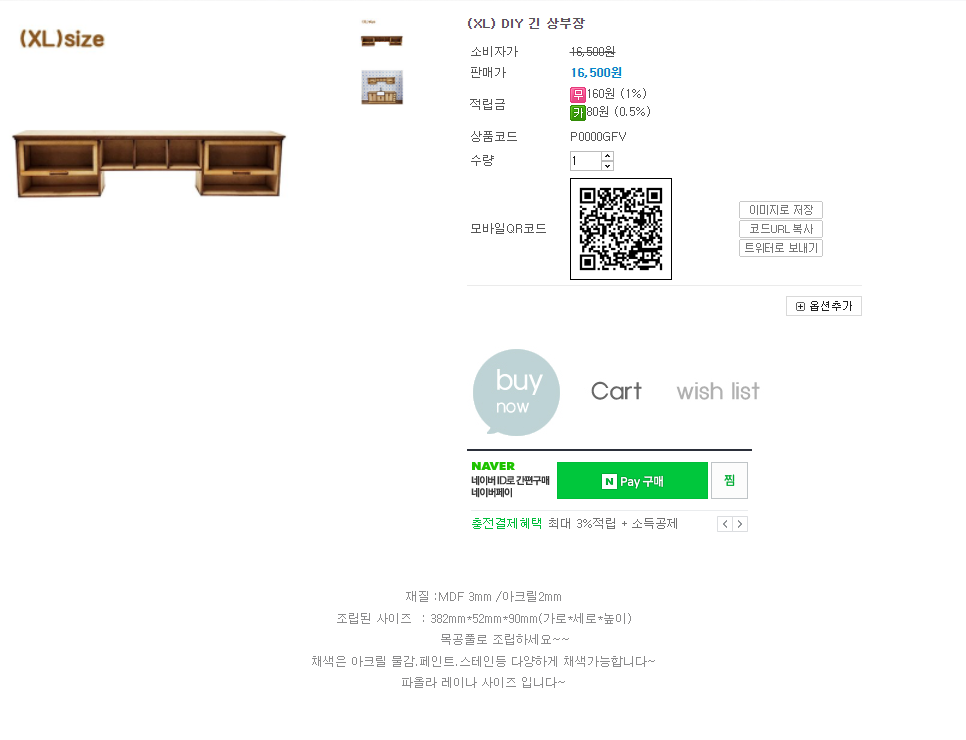 (XL)size
(XL) DIY 긴 상부장
소비자가 16,500원
판매가 16,500원
적립금 무 160원 (1%)
카 80원 (0.5%)
상품코드 P0000GFV
수량 1
모바일QR코드
이미지로 저장
코드URL 복사
트위터로 보내기
옵션추가
buy now
Cart
wish list
NAVER
네이버 ID로 간편구매
네이버페이
N Pay 구매
찜
충전결제혜택 최대 3%적립 + 소득공제
재질 :MDF 3mm /아크릴2mm
조립된 사이즈 : 382mm*52mm*90mm(가로*세로*높이)
목공풀로 조립하세요~~
채색은 아크릴 물감,페인트,스테인등 다양하게 채색가능합니다~
파올라 레이나 사이즈 입니다~